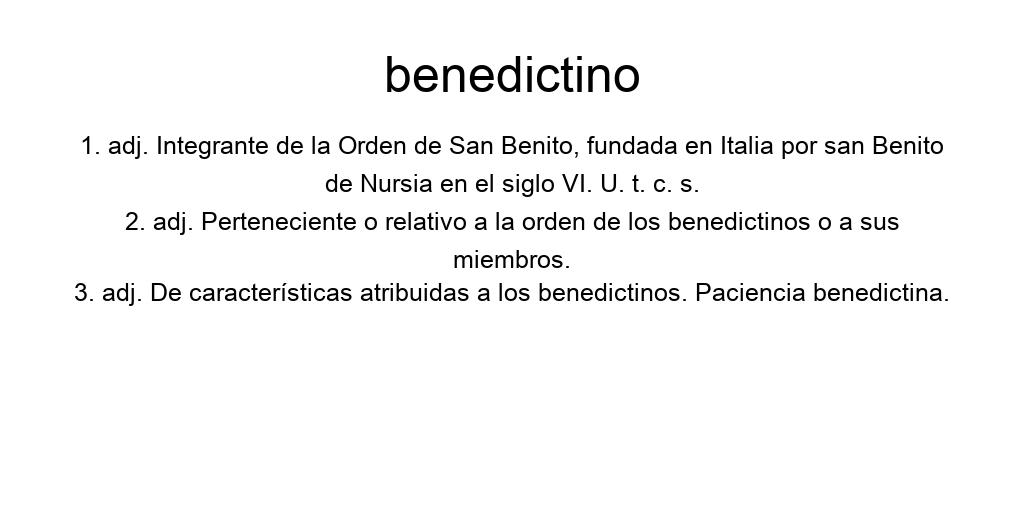 benedictino
1. adj. Integrante de la Orden de San Benito, fundada en Italia por san Benito
de Nursia en el siglo VI. U. t. c. s.
2. adj. Perteneciente o relativo a la orden de los benedictinos o a sus
miembros.
3. adj. De características atribuidas a los benedictinos. Paciencia benedictina.